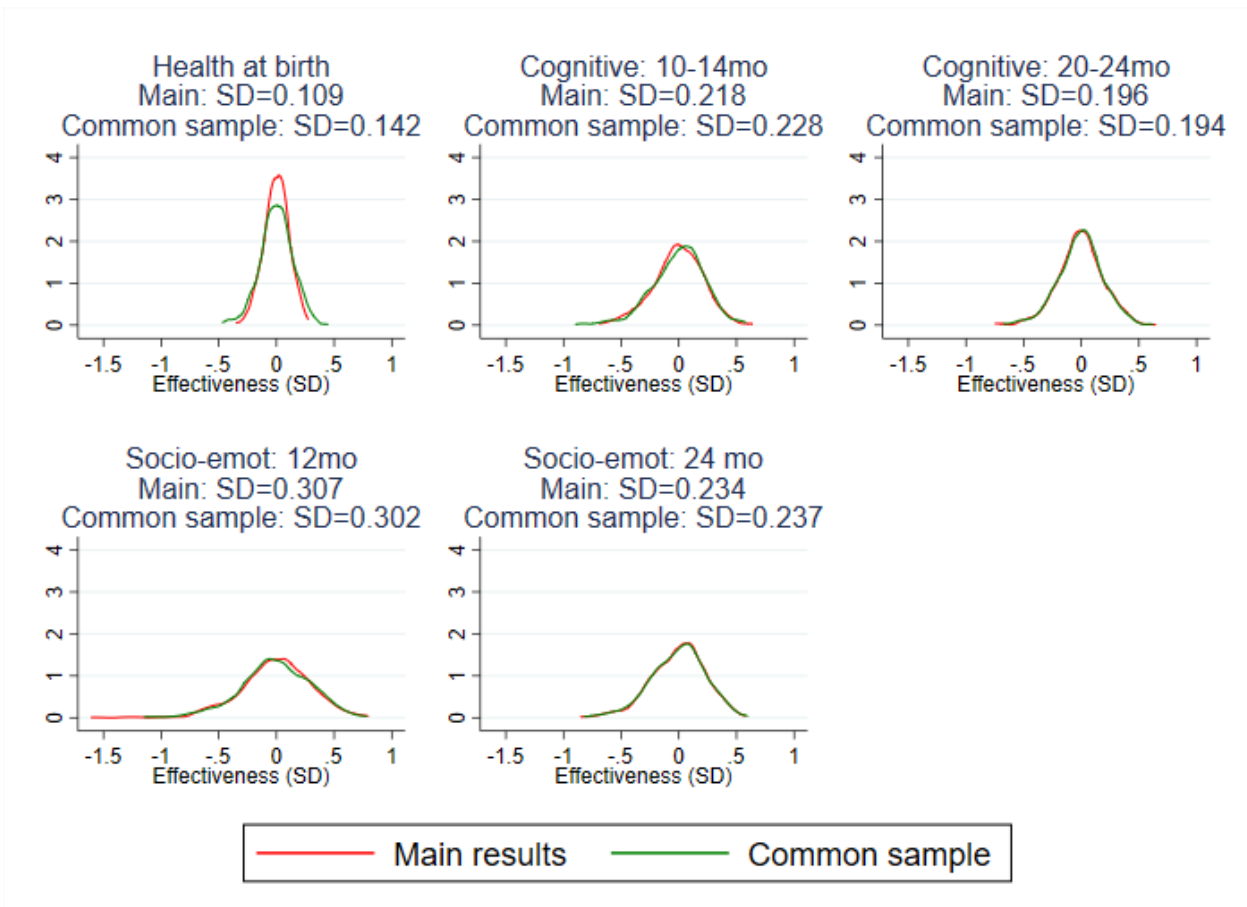 Health at birth
Main: SD=0.109
Common sample: SD=0.142
4
3
2
1
0
-1.5 -1 -.5 0 .5 1
Effectiveness (SD)
Cognitive: 10-14mo
Main: SD=0.218
Common sample: SD=0.228
4
3
2
1
0
-1.5 -1 -.5 0 .5 1
Effectiveness (SD)
Cognitive: 20-24mo
Main: SD=0.196
Common sample: SD=0.194
4
3
2
1
0
-1.5 -1 -.5 0 .5 1
Effectiveness (SD)
Socio-emot: 12mo
Main: SD=0.307
Common sample: SD=0.302
4
3
2
1
0
-1.5 -1 -.5 0 .5 1
Effectiveness (SD)
Socio-emot: 24 mo
Main: SD=0.234
Common sample: SD=0.237
4
3
2
1
0
-1.5 -1 -.5 0 .5 1
Effectiveness (SD)
Main results Common sample